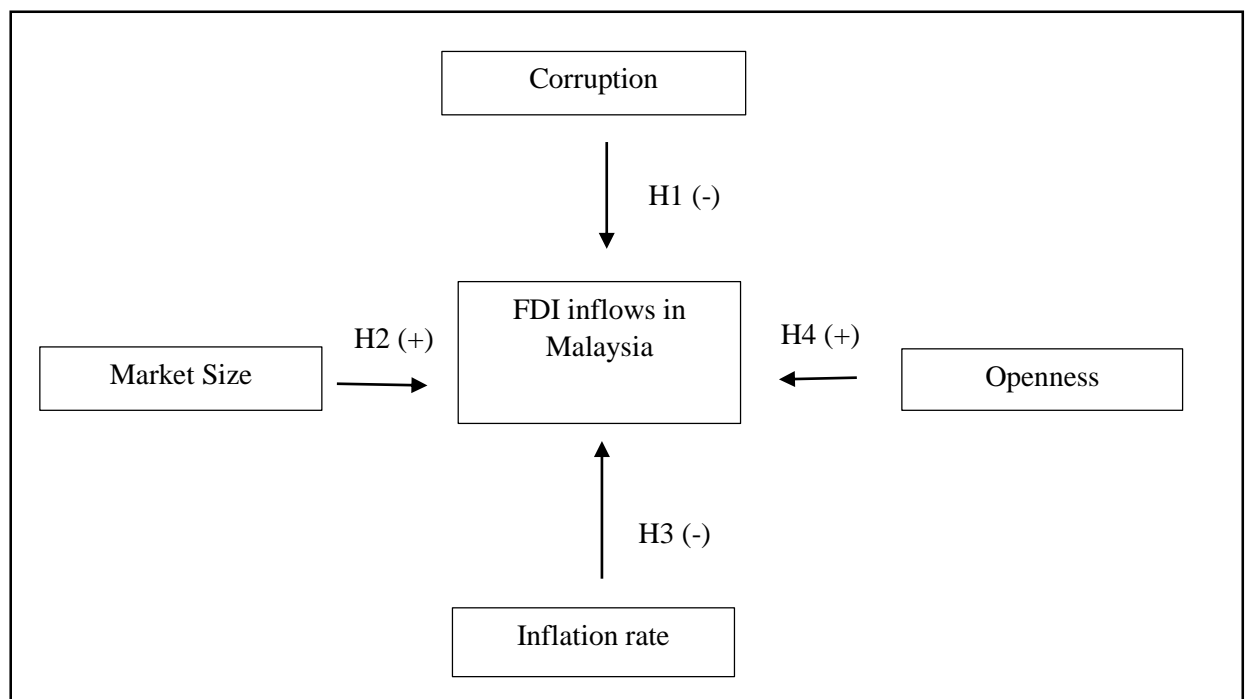 Corruption
H1 (-)
FDI inflows in
Malaysia
H2 (+)
H4 (+)
Market Size
Openness
H3 (-)
Inflation rate